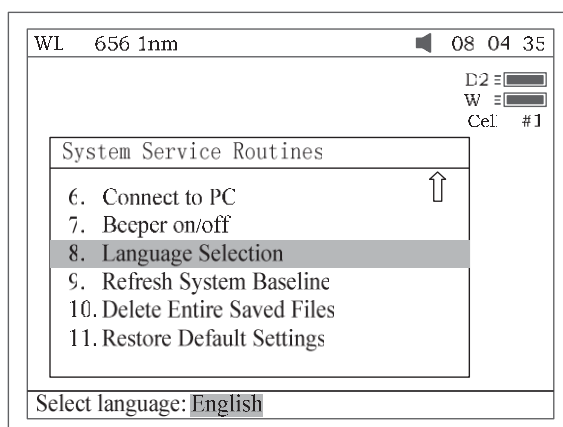 WL 656 1nm 08 04 35
D2
W
Cell #1
System Service Routines
6. Connect to PC
7. Beeper on/off
8. Language Selection
9. Refresh System Baseline
10. Delete Entire Saved Files
11. Restore Default Settings
Select language: English